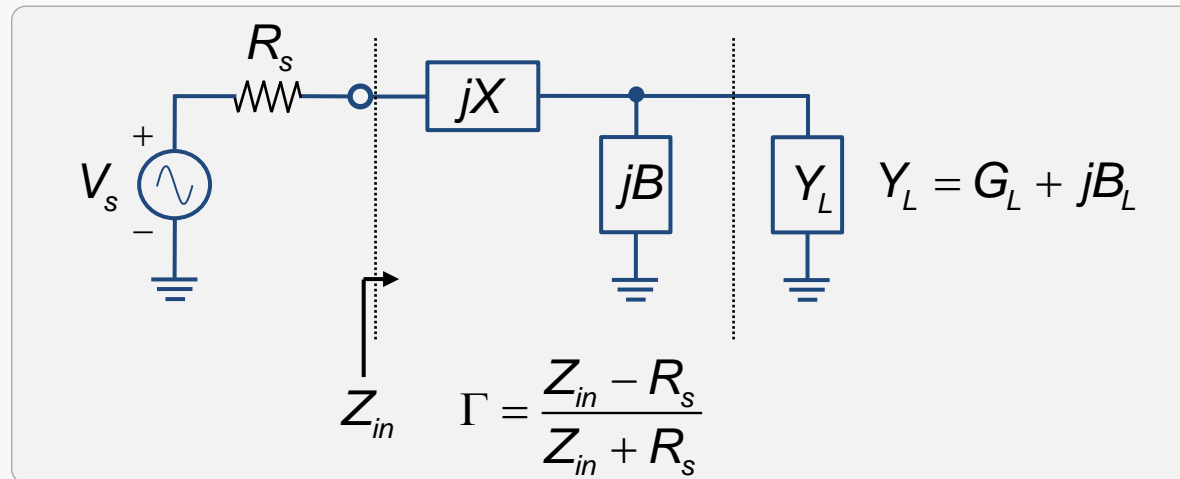 R_s
jX
+
V_s
−
jB
Y_L
Y_L = G_L + jB_L
Z_in
Γ = (Z_in − R_s) / (Z_in + R_s)